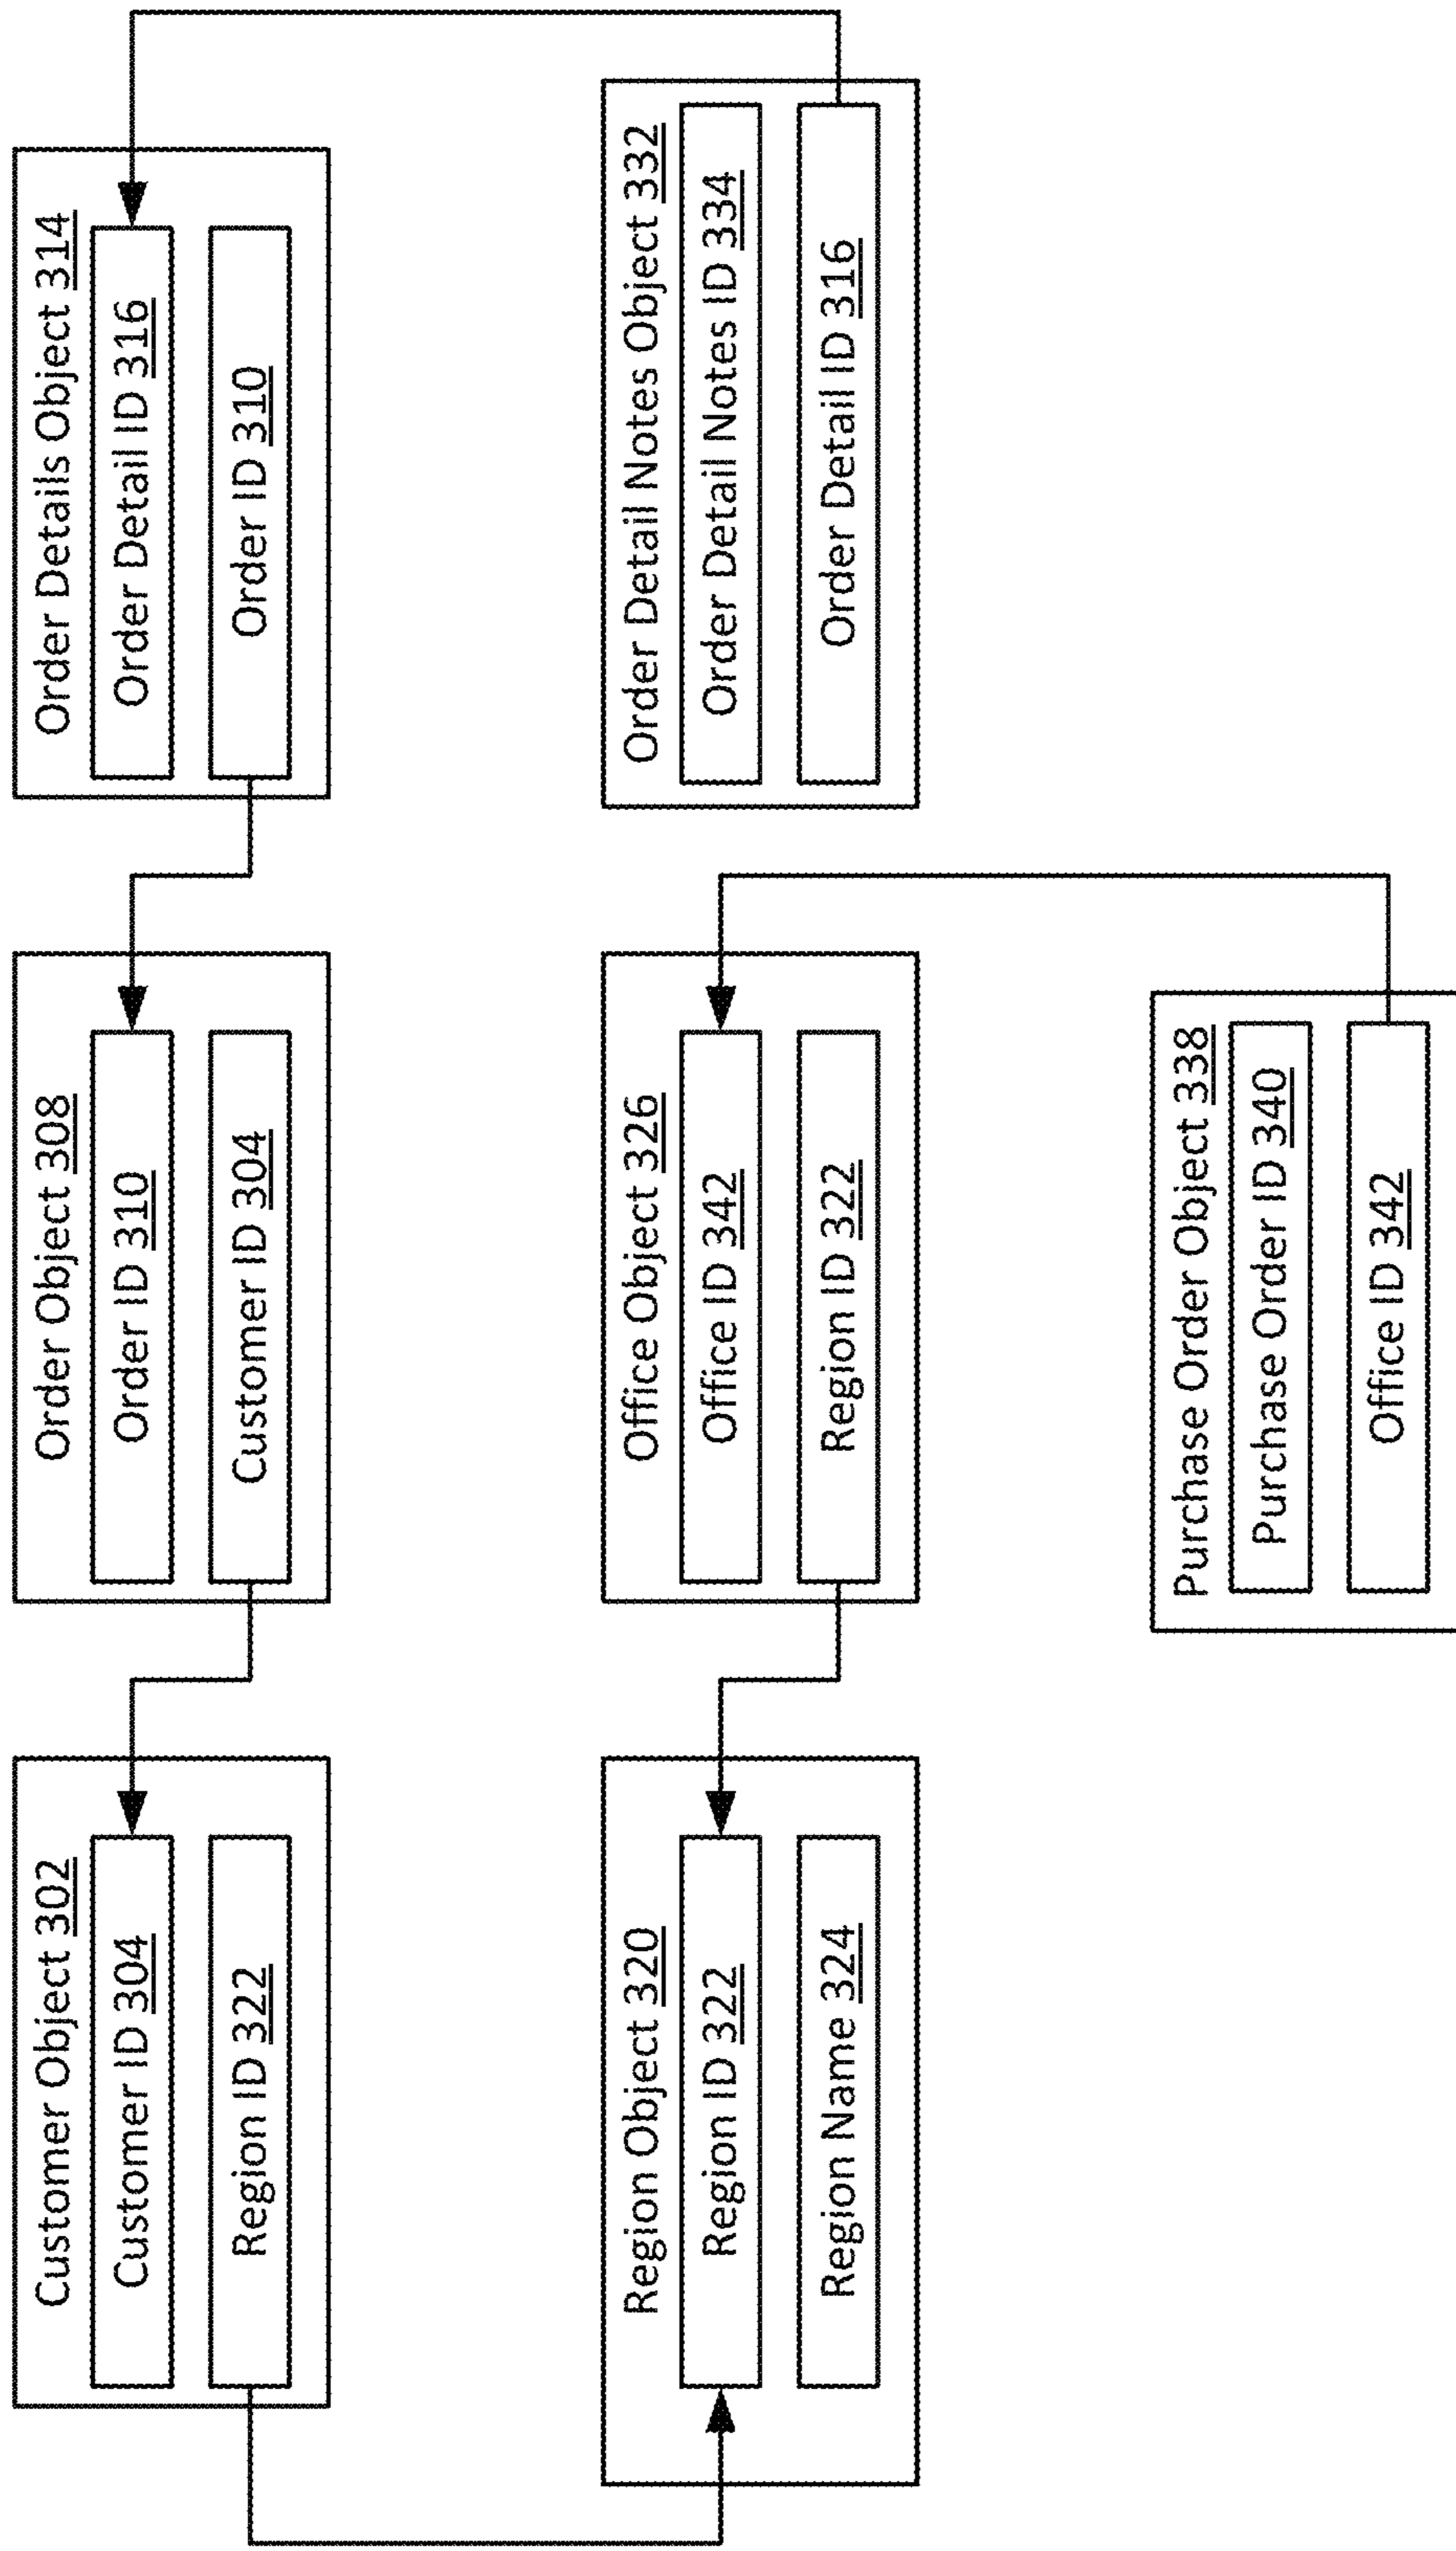 Customer Object 302
Customer ID 304
Region ID 322
Order Object 308
Order ID 310
Customer ID 304
Order Details Object 314
Order Detail ID 316
Order ID 310
Region Object 320
Region ID 322
Region Name 324
Office Object 326
Office ID 342
Region ID 322
Order Detail Notes Object 332
Order Detail Notes ID 334
Order Detail ID 316
Purchase Order Object 338
Purchase Order ID 340
Office ID 342